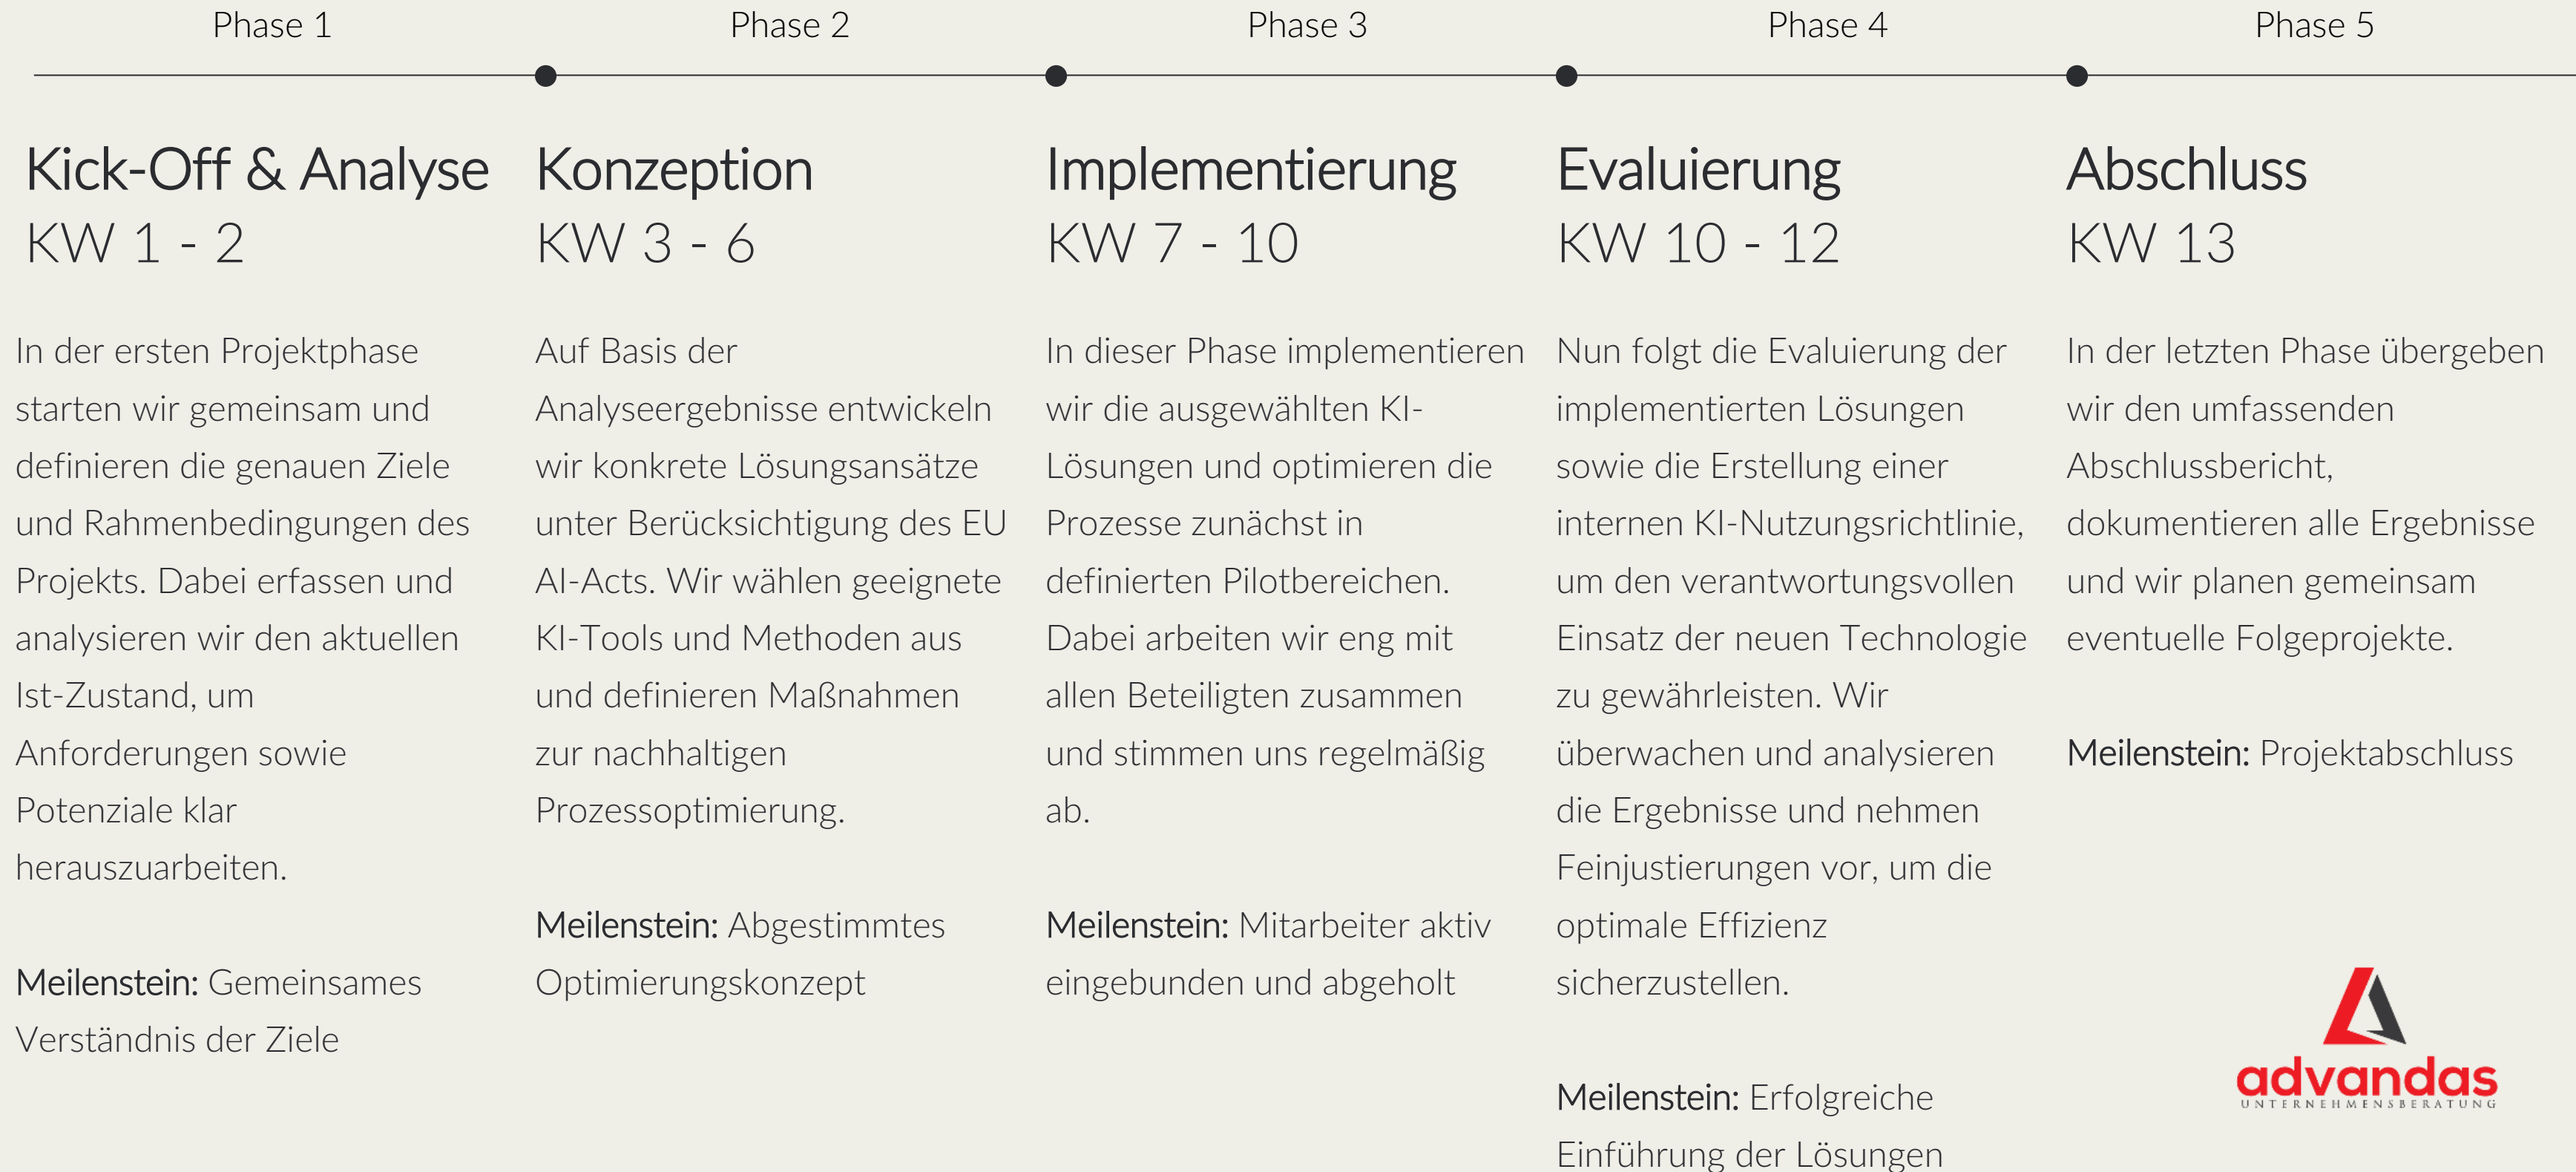 Phase 1
Phase 2
Phase 3
Phase 4
Phase 5
Kick-Off & Analyse
KW 1 - 2
In der ersten Projektphase
starten wir gemeinsam und
definieren die genauen Ziele
und Rahmenbedingungen des
Projekts. Dabei erfassen und
analysieren wir den aktuellen
Ist-Zustand, um
Anforderungen sowie
Potenziale klar
herauszuarbeiten.
Meilenstein: Gemeinsames
Verständnis der Ziele
Konzeption
KW 3 - 6
Auf Basis der
Analyseergebnisse entwickeln
wir konkrete Lösungsansätze
unter Berücksichtigung des EU
AI-Acts. Wir wählen geeignete
KI-Tools und Methoden aus
und definieren Maßnahmen
zur nachhaltigen
Prozessoptimierung.
Meilenstein: Abgestimmtes
Optimierungskonzept
Implementierung
KW 7 - 10
In dieser Phase implementieren
wir die ausgewählten KI-
Lösungen und optimieren die
Prozesse zunächst in
definierten Pilotbereichen.
Dabei arbeiten wir eng mit
allen Beteiligten zusammen
und stimmen uns regelmäßig
ab.
Meilenstein: Mitarbeiter aktiv
eingebunden und abgeholt
Evaluierung
KW 10 - 12
Nun folgt die Evaluierung der
implementierten Lösungen
sowie die Erstellung einer
internen KI-Nutzungsrichtlinie,
um den verantwortungsvollen
Einsatz der neuen Technologie
zu gewährleisten. Wir
überwachen und analysieren
die Ergebnisse und nehmen
Feinjustierungen vor, um die
optimale Effizienz
sicherzustellen.
Meilenstein: Erfolgreiche
Einführung der Lösungen
Abschluss
KW 13
In der letzten Phase übergeben
wir den umfassenden
Abschlussbericht,
dokumentieren alle Ergebnisse
und wir planen gemeinsam
eventuelle Folgeprojekte.
Meilenstein: Projektabschluss
advandas
UNTERNEHMENSBERATUNG